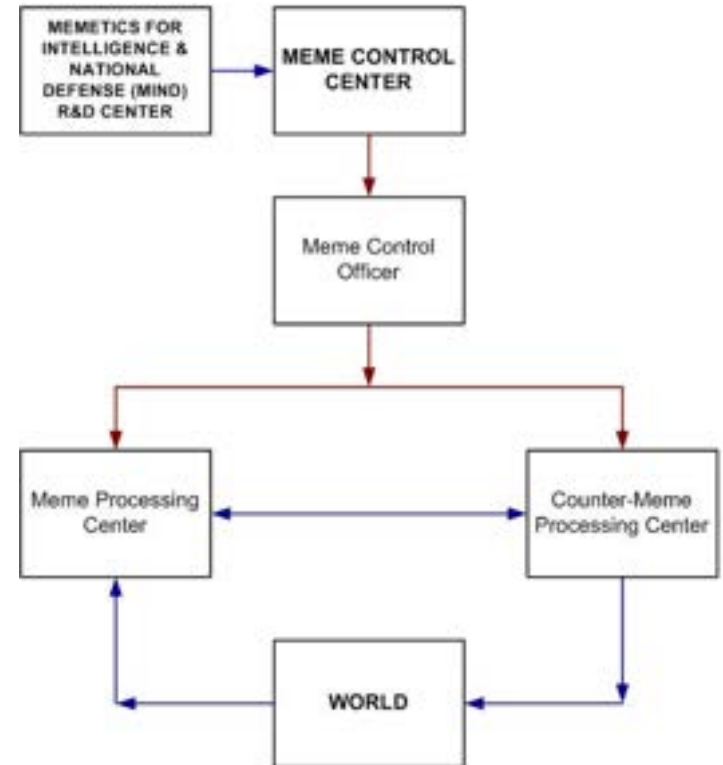 MEMETICS FOR
INTELLIGENCE &
NATIONAL
DEFENSE (MIND)
R&D CENTER
MEME CONTROL
CENTER
Meme Control
Officer
Meme Processing
Center
Counter-Meme
Processing Center
WORLD